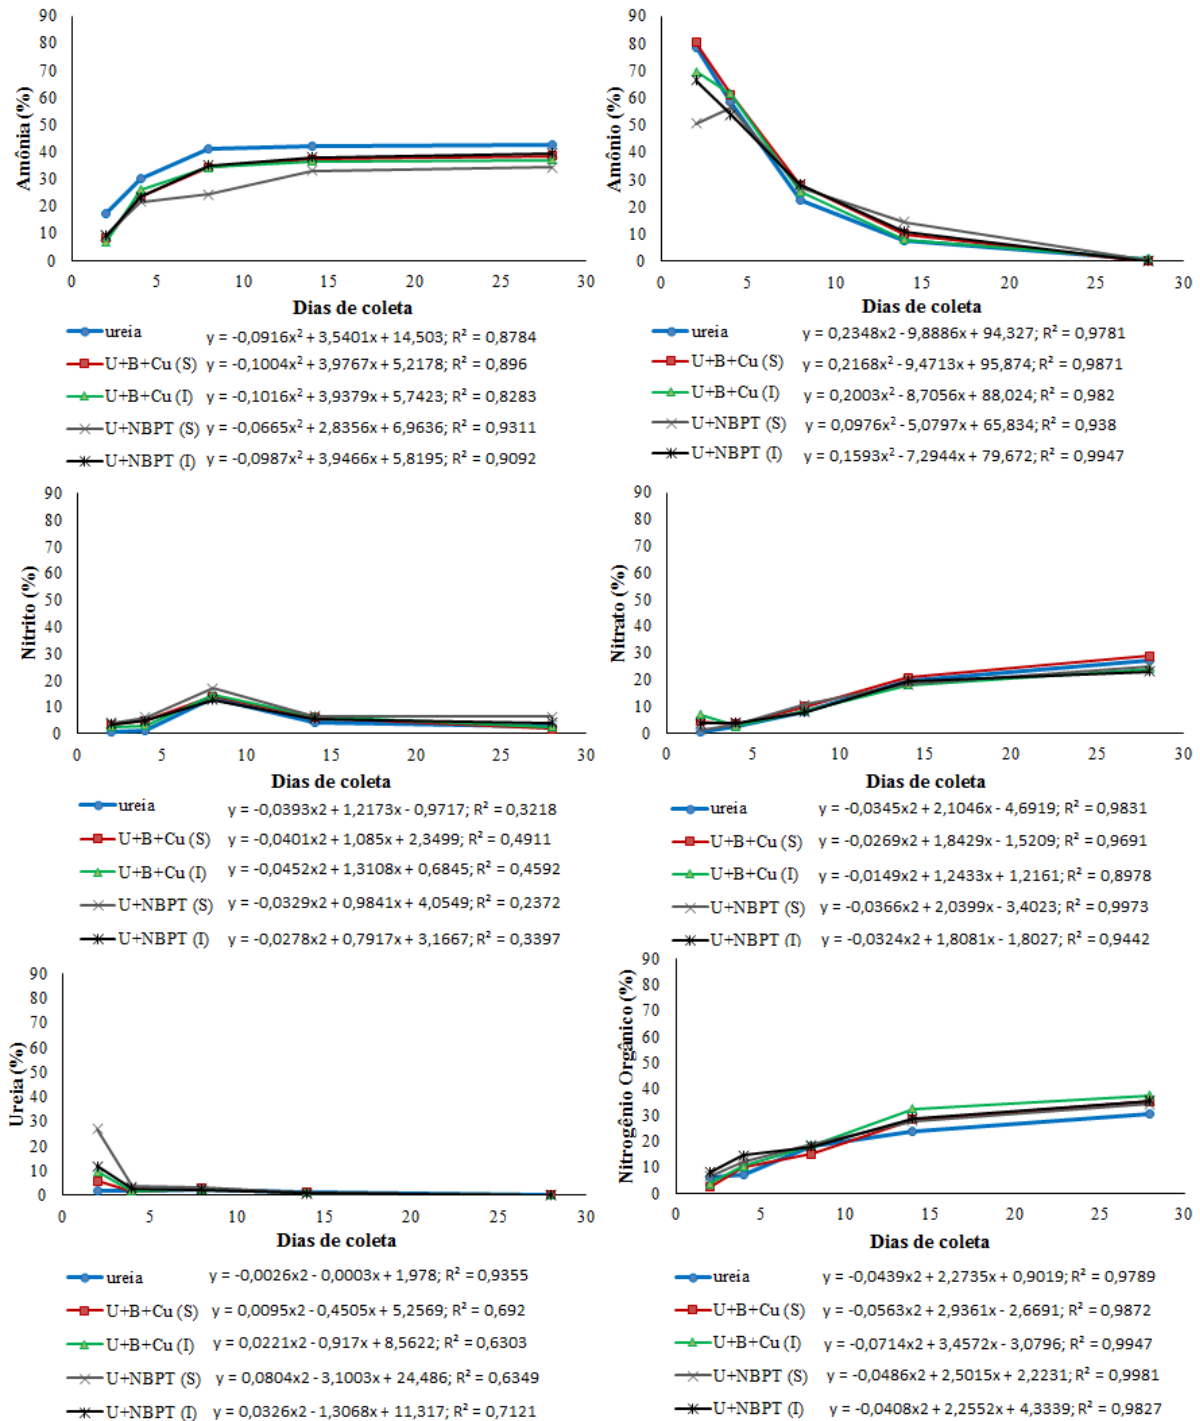 Amônia (%)
90
80
70
60
50
40
30
20
10
0
0 5 10 15 20 25 30
Dias de coleta
ureia y = -0,0916x² + 3,5401x + 14,503; R² = 0,8784
U+B+Cu (S) y = -0,1004x² + 3,9767x + 5,2178; R² = 0,896
U+B+Cu (I) y = -0,1016x² + 3,9379x + 5,7423; R² = 0,8283
U+NBPT (S) y = -0,0665x² + 2,8356x + 6,9636; R² = 0,9311
U+NBPT (I) y = -0,0987x² + 3,9466x + 5,8195; R² = 0,9092
Amônio (%)
90
80
70
60
50
40
30
20
10
0
0 5 10 15 20 25 30
Dias de coleta
ureia y = 0,2348x2 - 9,8886x + 94,327; R² = 0,9781
U+B+Cu (S) y = 0,2168x² - 9,4713x + 95,874; R² = 0,9871
U+B+Cu (I) y = 0,2003x² - 8,7056x + 88,024; R² = 0,982
U+NBPT (S) y = 0,0976x² - 5,0797x + 65,834; R² = 0,938
U+NBPT (I) y = 0,1593x² - 7,2944x + 79,672; R² = 0,9947
Nitrito (%)
90
80
70
60
50
40
30
20
10
0
0 5 10 15 20 25 30
Dias de coleta
ureia y = -0,0393x2 + 1,2173x - 0,9717; R² = 0,3218
U+B+Cu (S) y = -0,0401x2 + 1,085x + 2,3499; R² = 0,4911
U+B+Cu (I) y = -0,0452x2 + 1,3108x + 0,6845; R² = 0,4592
U+NBPT (S) y = -0,0329x2 + 0,9841x + 4,0549; R² = 0,2372
U+NBPT (I) y = -0,0278x2 + 0,7917x + 3,1667; R² = 0,3397
Nitrato (%)
90
80
70
60
50
40
30
20
10
0
0 5 10 15 20 25 30
Dias de coleta
ureia y = -0,0345x2 + 2,1046x - 4,6919; R² = 0,9831
U+B+Cu (S) y = -0,0269x2 + 1,8429x - 1,5209; R² = 0,9691
U+B+Cu (I) y = -0,0149x2 + 1,2433x + 1,2161; R² = 0,8978
U+NBPT (S) y = -0,0366x2 + 2,0399x - 3,4023; R² = 0,9973
U+NBPT (I) y = -0,0324x2 + 1,8081x - 1,8027; R² = 0,9442
Ureia (%)
90
80
70
60
50
40
30
20
10
0
0 5 10 15 20 25 30
Dias de coleta
ureia y = -0,0026x2 - 0,0003x + 1,978; R² = 0,9355
U+B+Cu (S) y = 0,0095x2 - 0,4505x + 5,2569; R² = 0,692
U+B+Cu (I) y = 0,0221x2 - 0,917x + 8,5622; R² = 0,6303
U+NBPT (S) y = 0,0804x2 - 3,1003x + 24,486; R² = 0,6349
U+NBPT (I) y = 0,0326x2 - 1,3068x + 11,317; R² = 0,7121
Nitrogênio Orgânico (%)
90
80
70
60
50
40
30
20
10
0
0 5 10 15 20 25 30
Dias de coleta
ureia y = -0,0439x2 + 2,2735x + 0,9019; R² = 0,9789
U+B+Cu (S) y = -0,0563x2 + 2,9361x - 2,6691; R² = 0,9872
U+B+Cu (I) y = -0,0714x2 + 3,4572x - 3,0796; R² = 0,9947
U+NBPT (S) y = -0,0486x2 + 2,5015x + 2,2231; R² = 0,9981
U+NBPT (I) y = -0,0408x2 + 2,2552x + 4,3339; R² = 0,9827